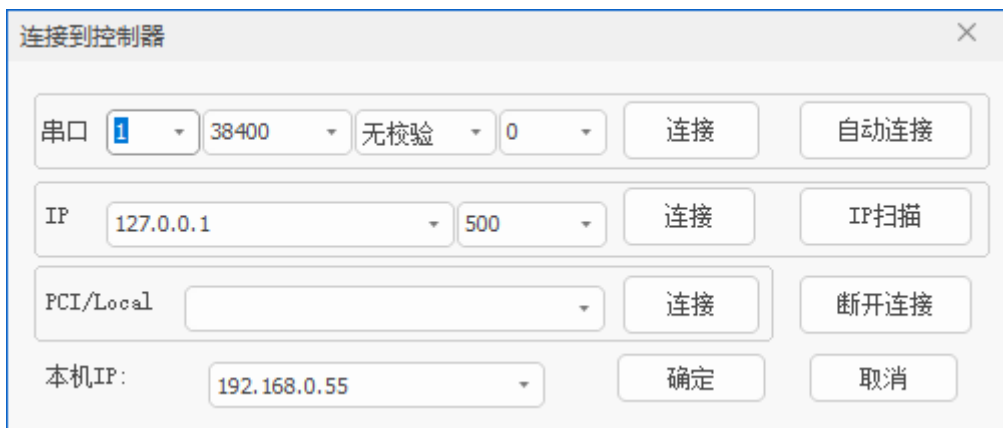 连接到控制器
串口 1 38400 无校验 0 连接 自动连接
IP 127.0.0.1 500 连接 IP扫描
PCI/Local 连接 断开连接
本机IP: 192.168.0.55 确定 取消